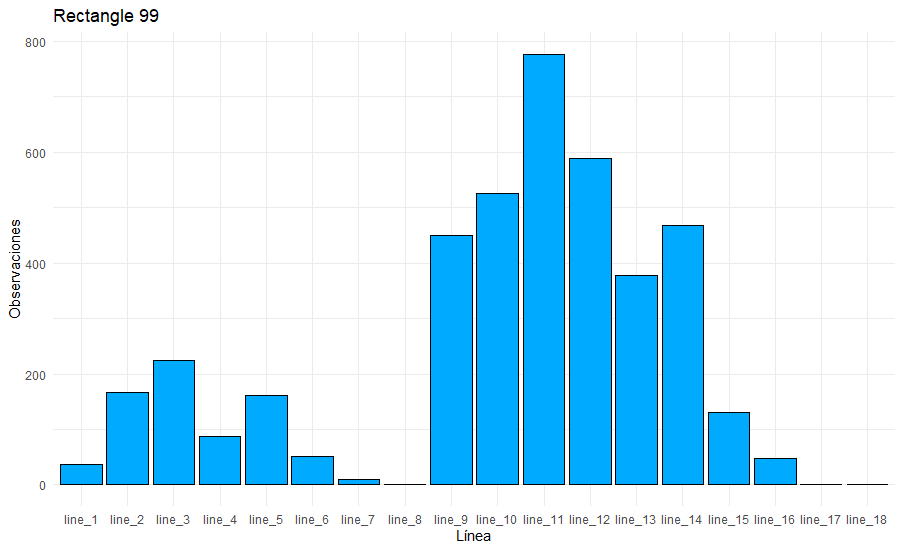 Rectangle 99
800
600
400
200
0
Observaciones
line_1 line_2 line_3 line_4 line_5 line_6 line_7 line_8 line_9 line_10 line_11 line_12 line_13 line_14 line_15 line_16 line_17 line_18
Línea